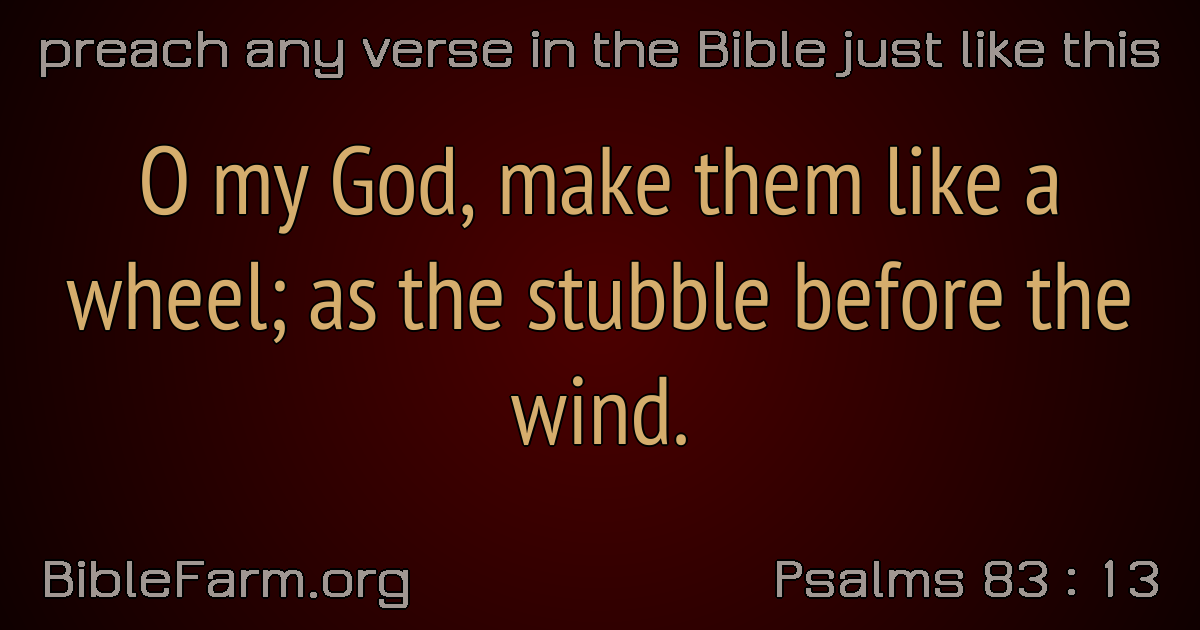 preach any verse in the Bible just like this
O my God, make them like a
wheel; as the stubble before the
wind.
BibleFarm.org
Psalms 83 : 13